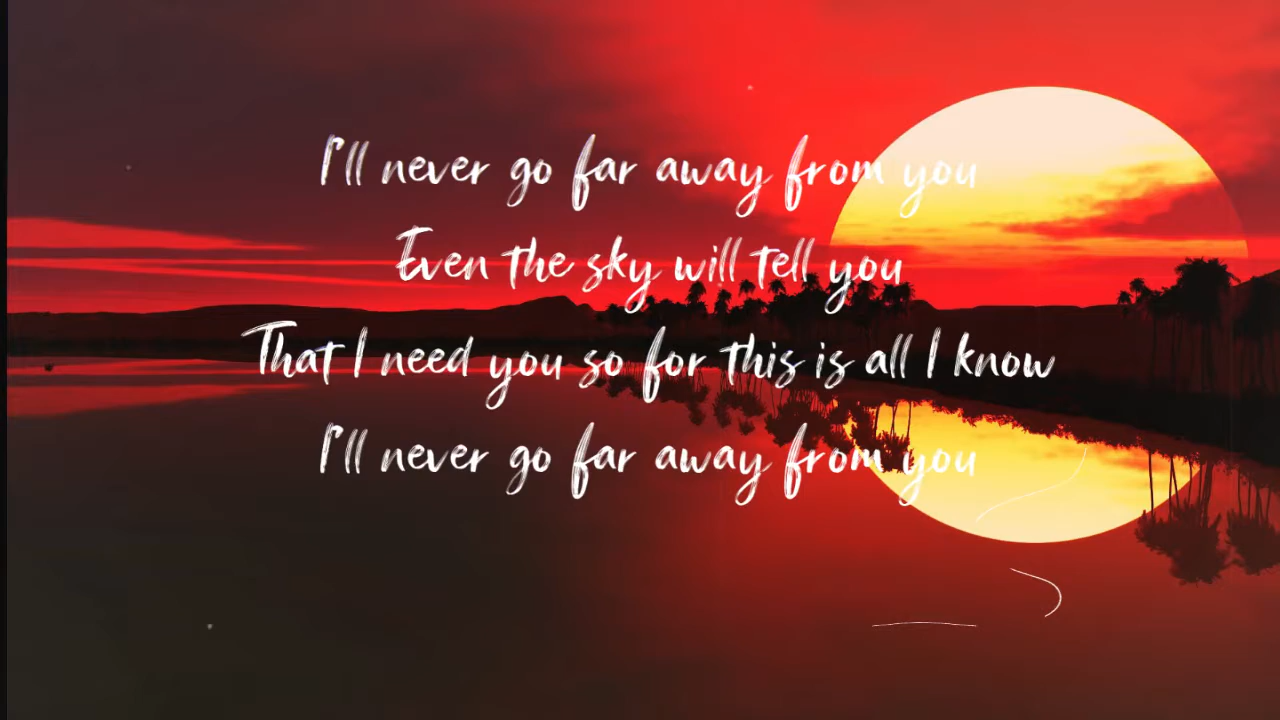 I'll never go far away from you
Even the sky will tell you
That I need you so for this is all I know
I'll never go far away from you